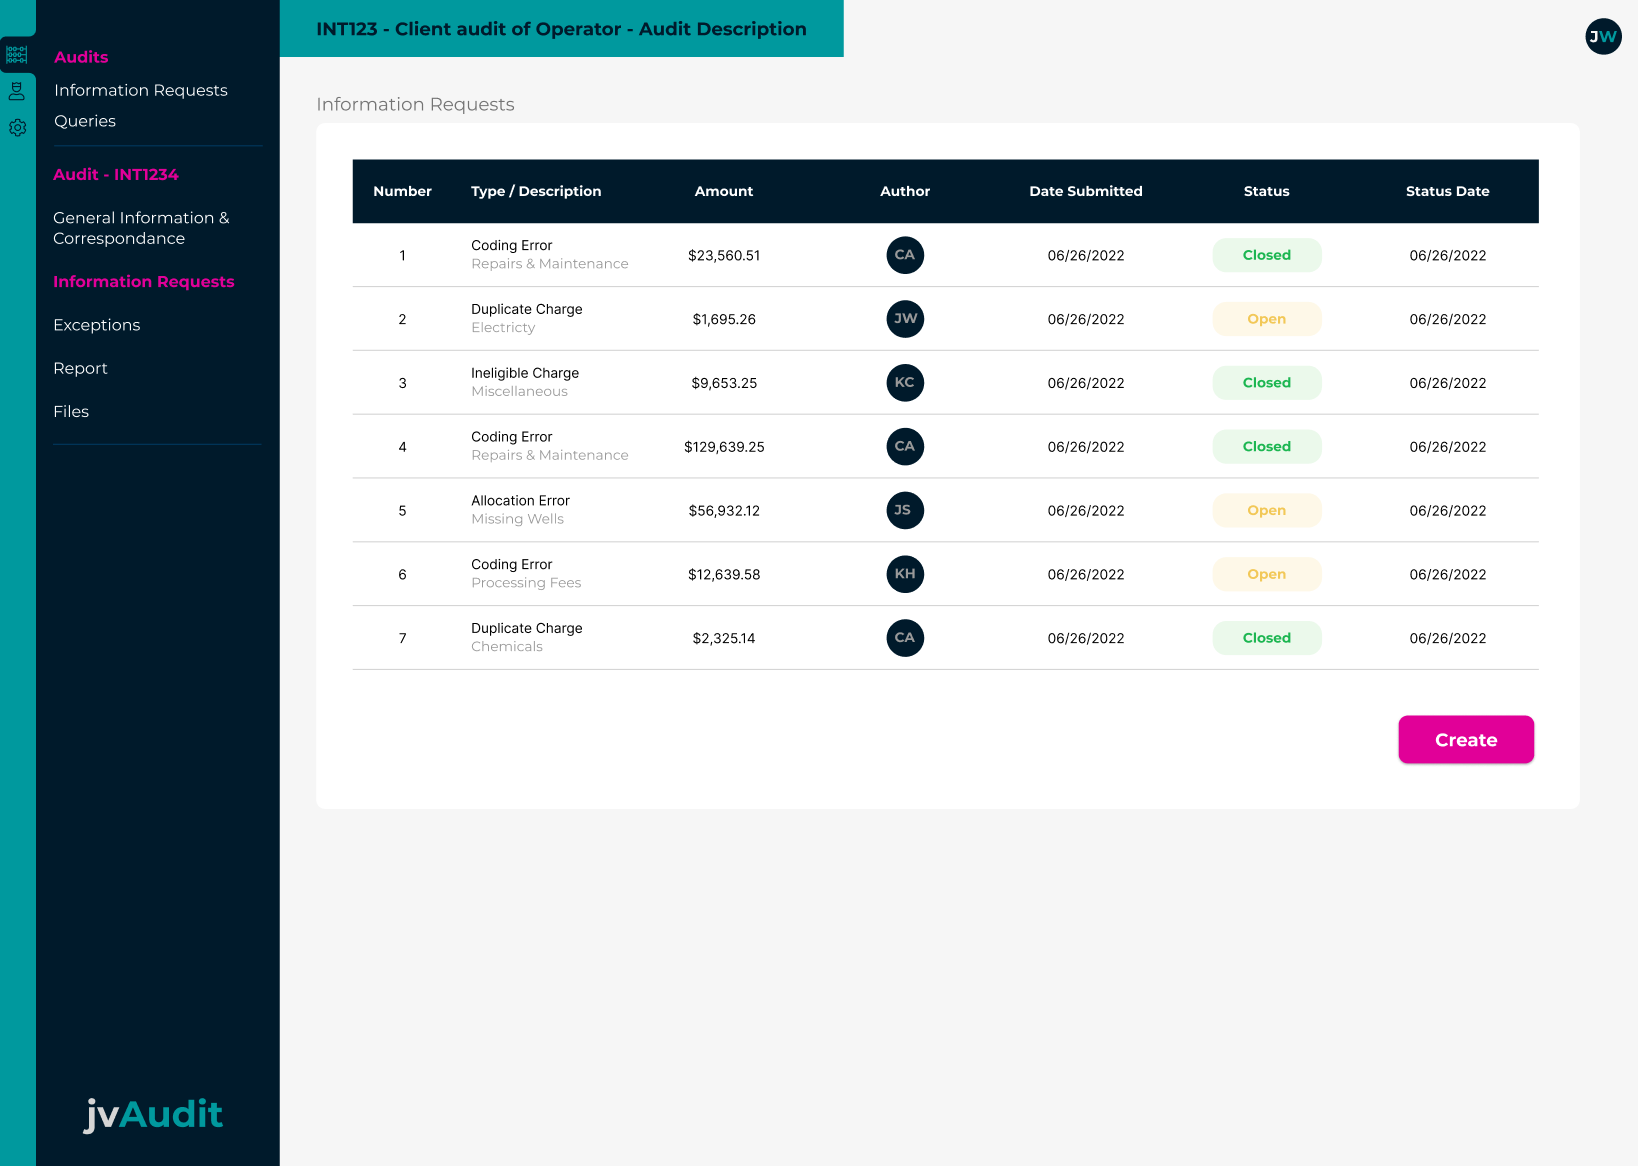 INT123 - Client audit of Operator - Audit Description
JW
Audits
Information Requests
Queries
Audit - INT1234
General Information &
Correspondance
Information Requests
Exceptions
Report
Files
jvAudit
Information Requests
Number Type / Description Amount Author Date Submitted Status Status Date
1 Coding Error $23,560.51 CA 06/26/2022 Closed 06/26/2022
Repairs & Maintenance
2 Duplicate Charge $1,695.26 JW 06/26/2022 Open 06/26/2022
Electricty
3 Ineligible Charge $9,653.25 KC 06/26/2022 Closed 06/26/2022
Miscellaneous
4 Coding Error $129,639.25 CA 06/26/2022 Closed 06/26/2022
Repairs & Maintenance
5 Allocation Error $56,932.12 JS 06/26/2022 Open 06/26/2022
Missing Wells
6 Coding Error $12,639.58 KH 06/26/2022 Open 06/26/2022
Processing Fees
7 Duplicate Charge $2,325.14 CA 06/26/2022 Closed 06/26/2022
Chemicals
Create